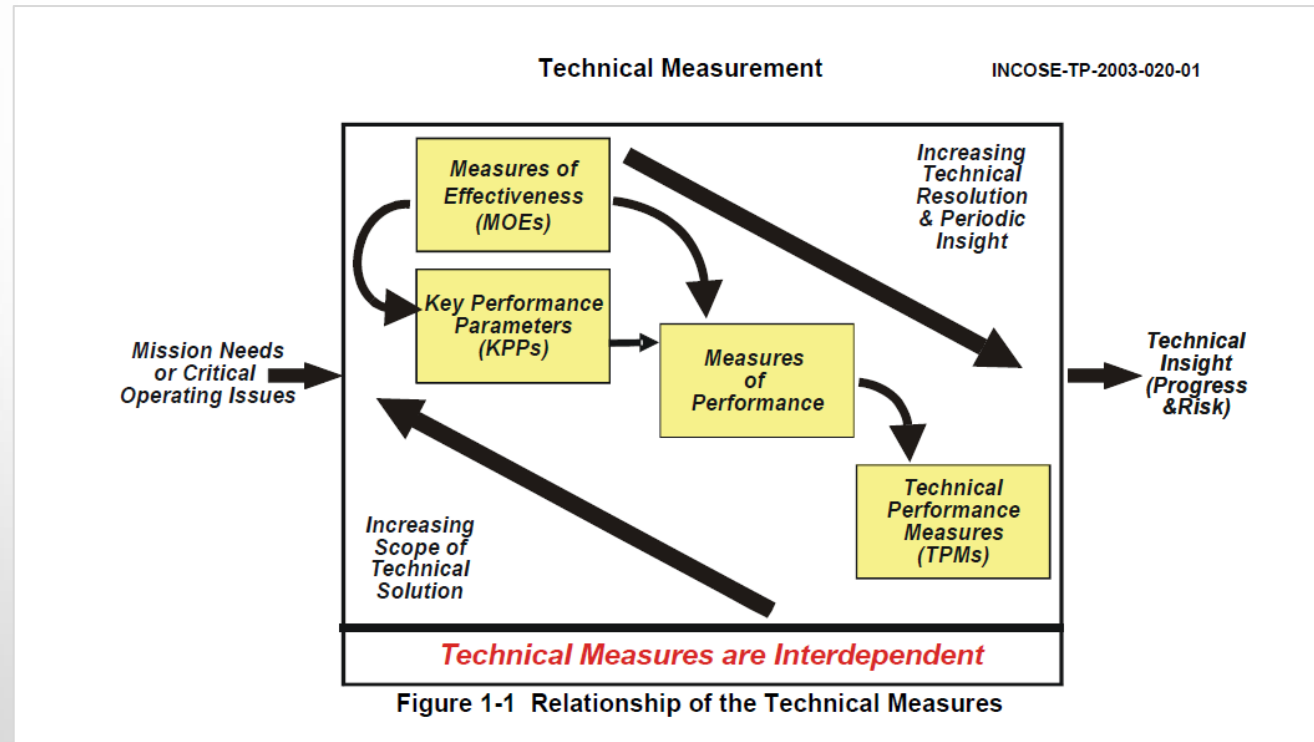 Technical Measurement
INCOSE-TP-2003-020-01
Measures of
Effectiveness
(MOEs)
Increasing
Technical
Resolution
& Periodic
Insight
Key Performance
Parameters
(KPPs)
Mission Needs
or Critical
Operating Issues
Measures
of
Performance
Technical
Insight
(Progress
&Risk)
Technical
Performance
Measures
(TPMs)
Increasing
Scope of
Technical
Solution
Technical Measures are Interdependent
Figure 1-1 Relationship of the Technical Measures